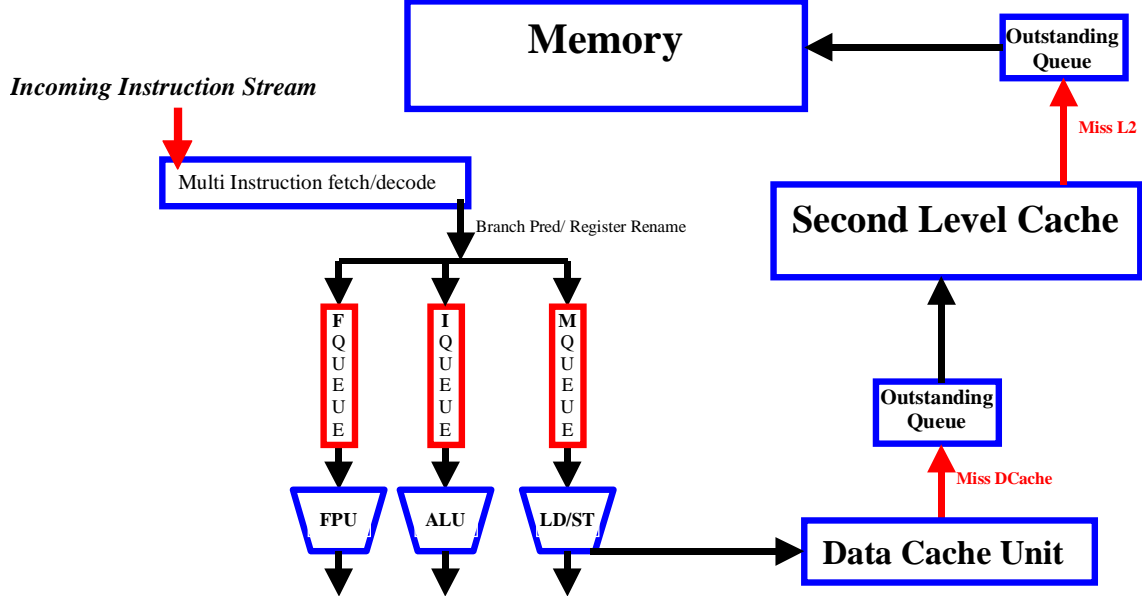 Memory
Outstanding
Queue
Incoming Instruction Stream
Miss L2
Multi Instruction fetch/decode
Second Level Cache
Branch Pred/ Register Rename
F
Q
U
E
U
E
I
Q
U
E
U
E
M
Q
U
E
U
E
Outstanding
Queue
Miss DCache
FPU
ALU
LD/ST
Data Cache Unit